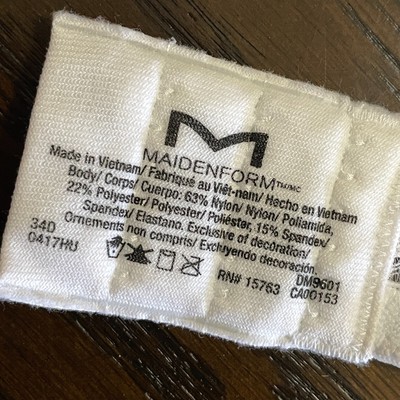 M
MAIDENFORM TM/MC
Made in Vietnam/ Fabriqué au Viêt-nam/ Hecho en Vietnam
Body/ Corps/ Cuerpo: 63% Nylon/ Nylon/ Poliamida,
22% Polyester/ Polyester/ Poliéster, 15% Spandex/
Spandex/ Elastano. Exclusive of decoration/
Ornements non compris/ Excluyendo decoración.
34D
0417HU
RN# 15763
DM9601
CA00153